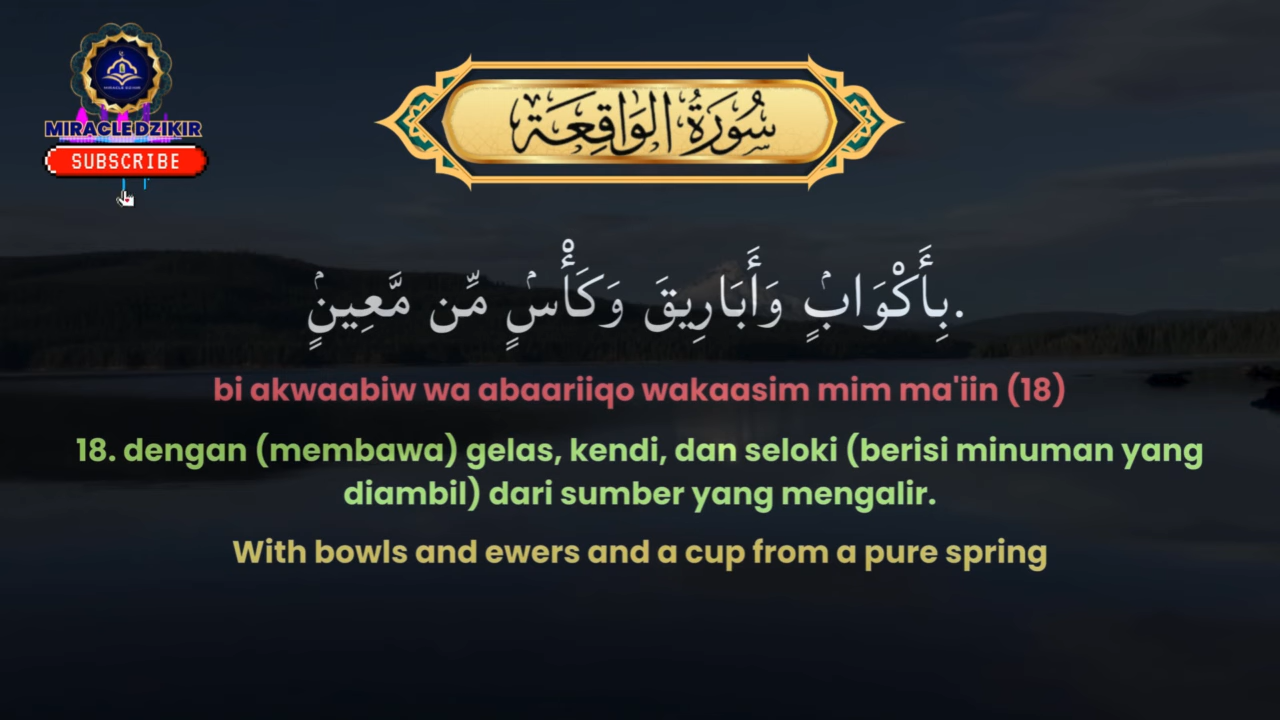 MIRACLE DZIKIR
SUBSCRIBE
سُورَةُ الوَاقِعَة
بِأَكْوَابٍۢ وَأَبَارِيقَ وَكَأْسٍۢ مِّن مَّعِينٍۢ.
bi akwaabiw wa abaariiqo wakaasim mim ma'iin (18)
18. dengan (membawa) gelas, kendi, dan seloki (berisi minuman yang
diambil) dari sumber yang mengalir.
With bowls and ewers and a cup from a pure spring